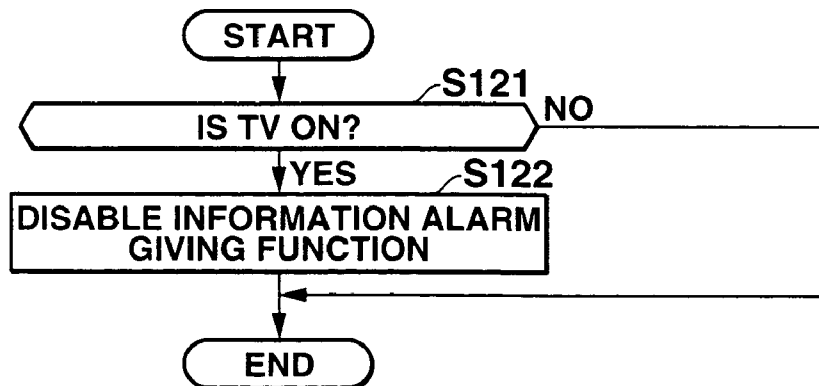 START
S121
IS TV ON?
NO
YES
S122
DISABLE INFORMATION ALARM
GIVING FUNCTION
END